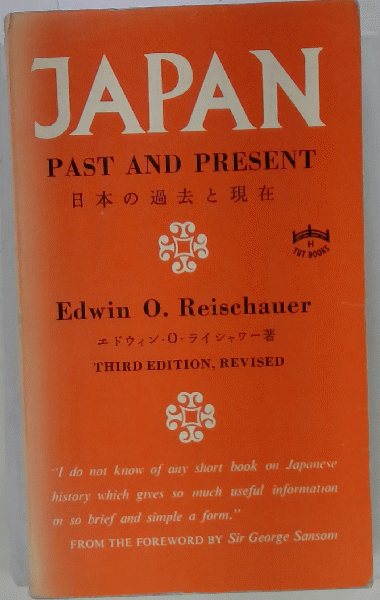 JAPAN
PAST AND PRESENT
日本の過去と現在
H
TUT BOOKS
Edwin O. Reischauer
エドウィン・O・ライシャワー著
THIRD EDITION, REVISED
"I do not know of any short book on Japanese
history which gives so much useful information
in so brief and simple a form."
FROM THE FOREWORD BY Sir George Sansom